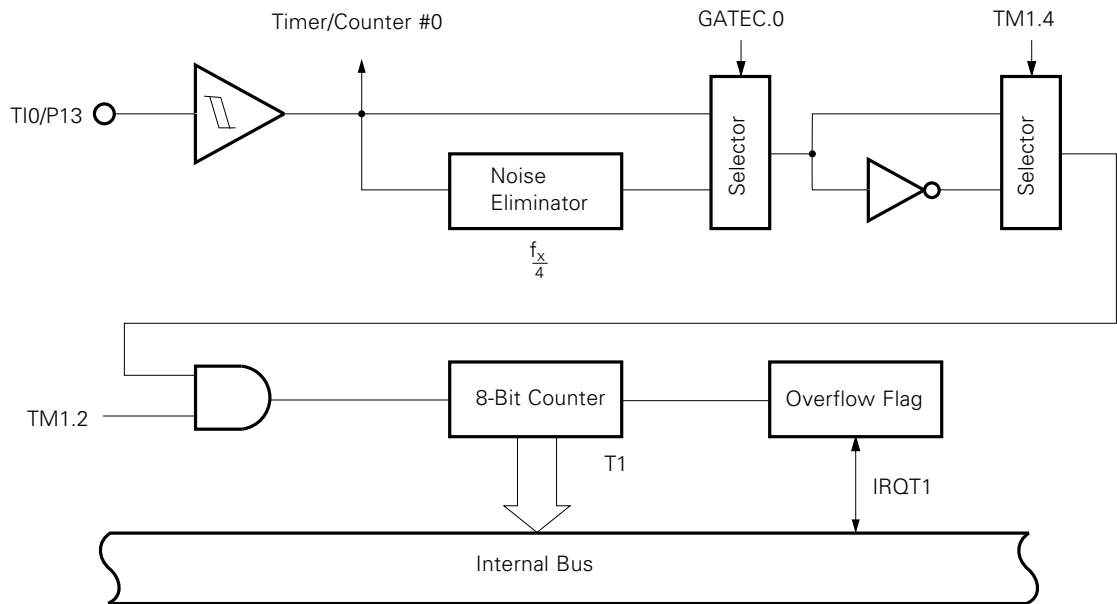 Timer/Counter #0
GATEC.0
TM1.4
TI0/P13
Selector
Selector
Noise
Eliminator
fx
4
TM1.2
8-Bit Counter
Overflow Flag
T1
IRQT1
Internal Bus